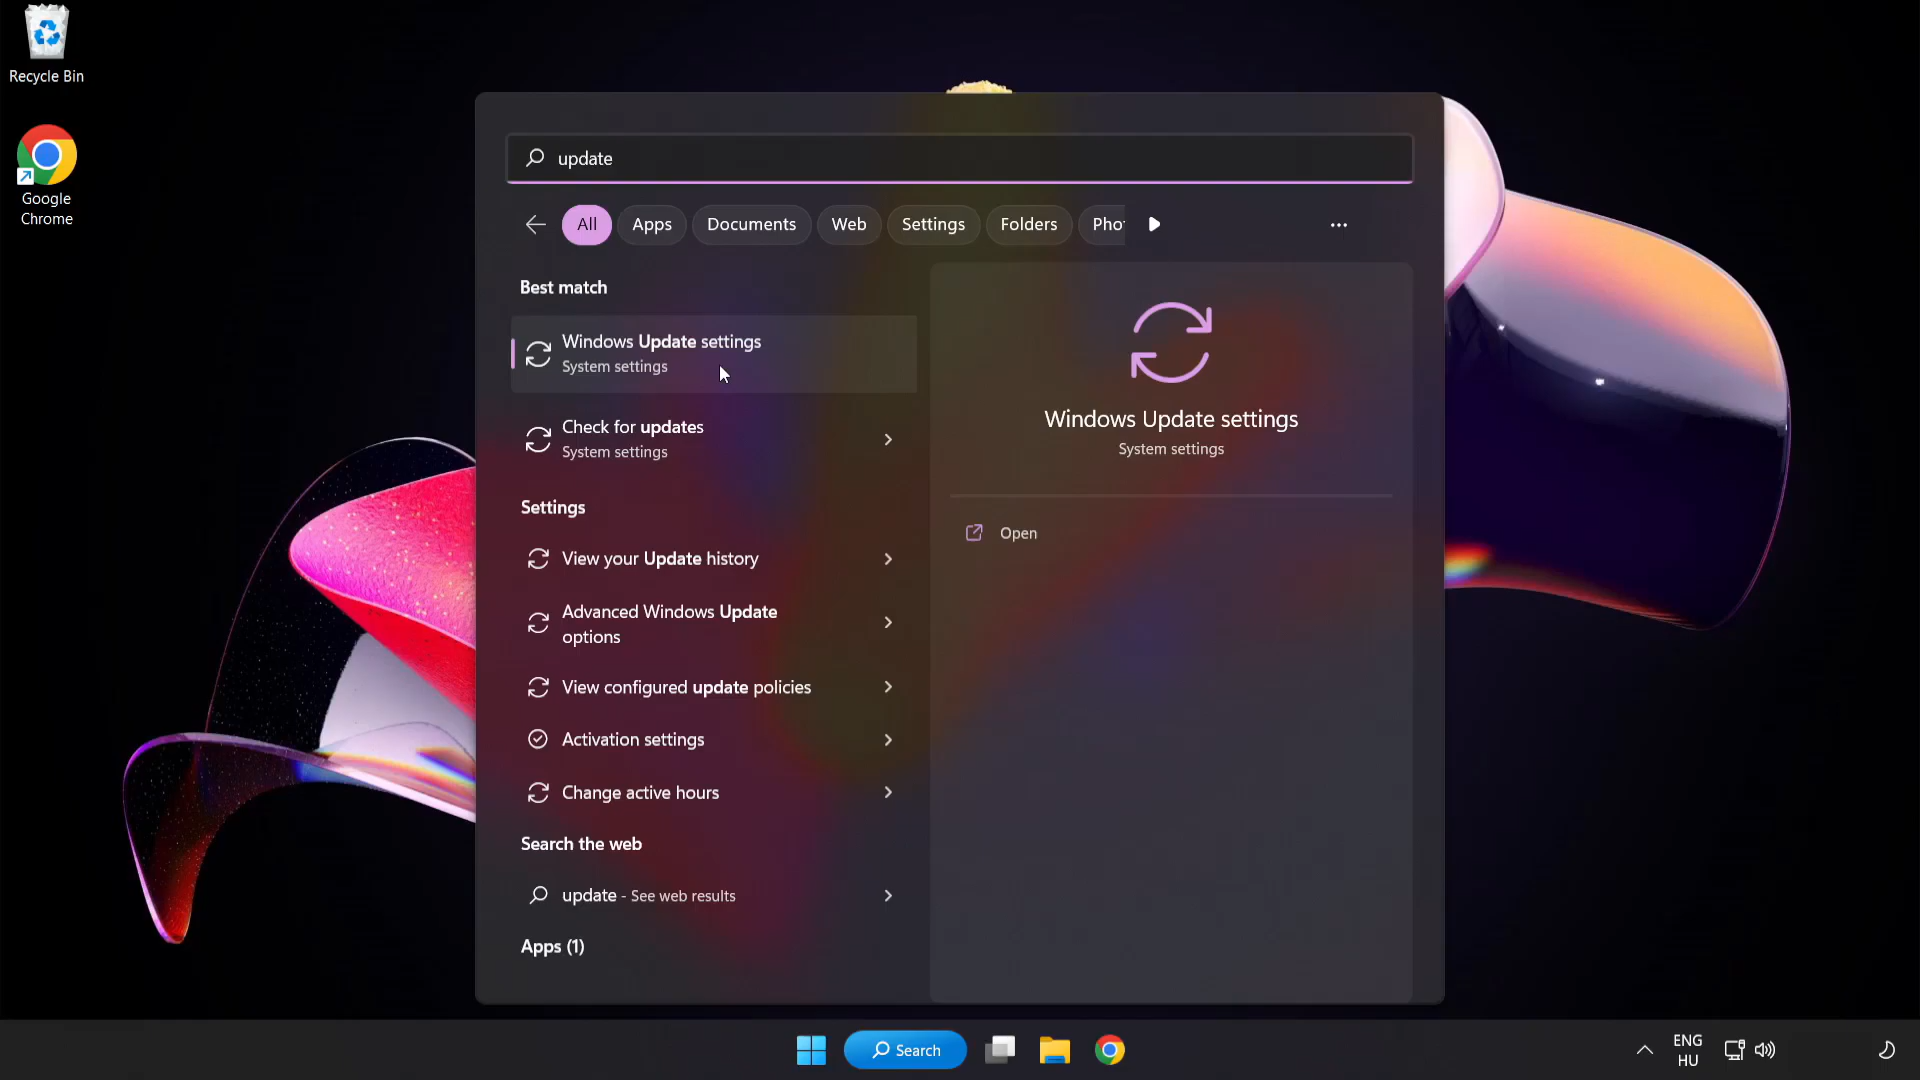 Recycle Bin
Google
Chrome
update
All
Apps
Documents
Web
Settings
Folders
Best match
Windows Update settings
System settings
Check for updates
System settings
Settings
View your Update history
Advanced Windows Update
options
View configured update policies
Activation settings
Change active hours
Search the web
update - See web results
Apps (1)
Windows Update settings
System settings
Open
Search
ENG
HU